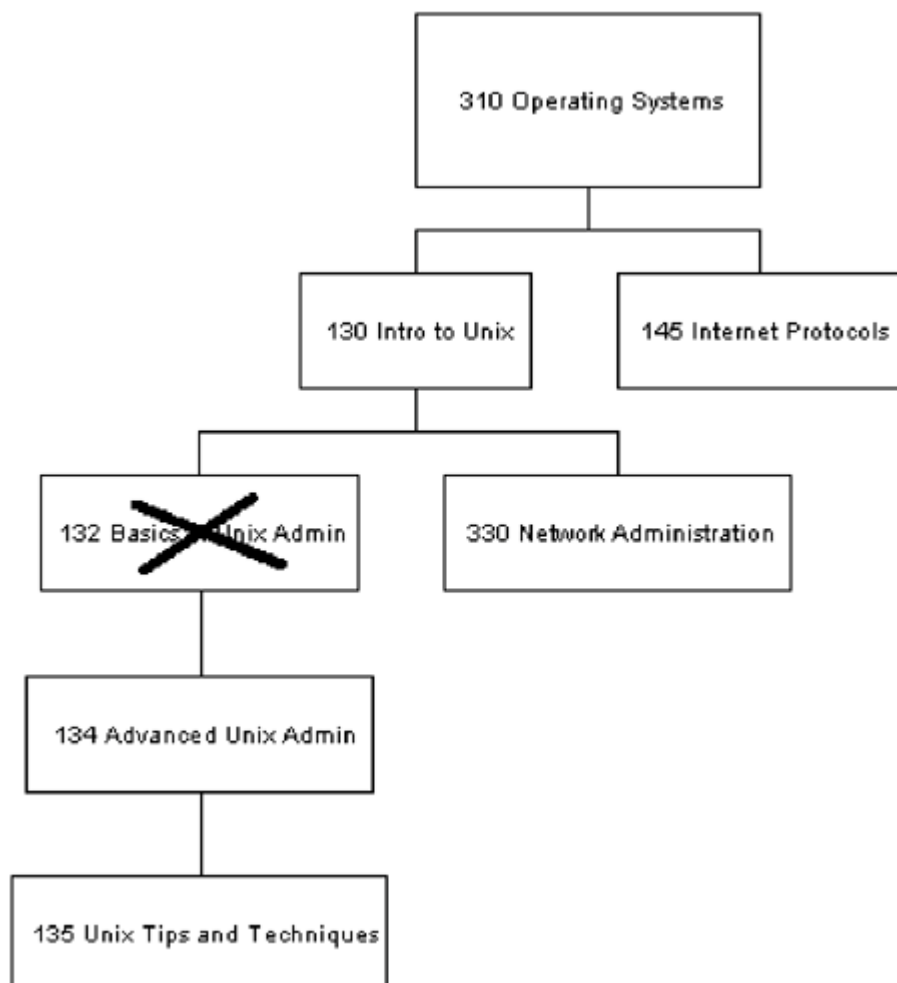 310 Operating Systems
130 Intro to Unix
145 Internet Protocols
132 Basics Unix Admin
330 Network Administration
134 Advanced Unix Admin
135 Unix Tips and Techniques